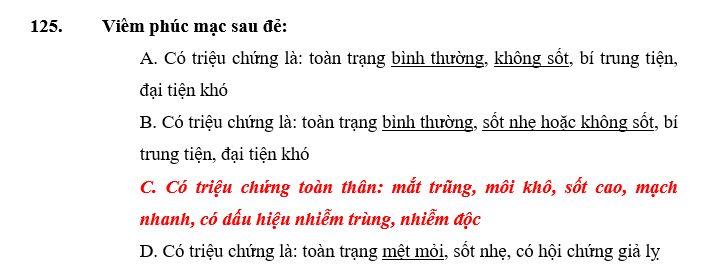 125. Viêm phúc mạc sau đẻ:
A. Có triệu chứng là: toàn trạng bình thường, không sốt, bí trung tiện,
đại tiện khó
B. Có triệu chứng là: toàn trạng bình thường, sốt nhẹ hoặc không sốt, bí
trung tiện, đại tiện khó
C. Có triệu chứng toàn thân: mắt trũng, môi khô, sốt cao, mạch
nhanh, có dấu hiệu nhiễm trùng, nhiễm độc
D. Có triệu chứng là: toàn trạng mệt mỏi, sốt nhẹ, có hội chứng giả lỵ